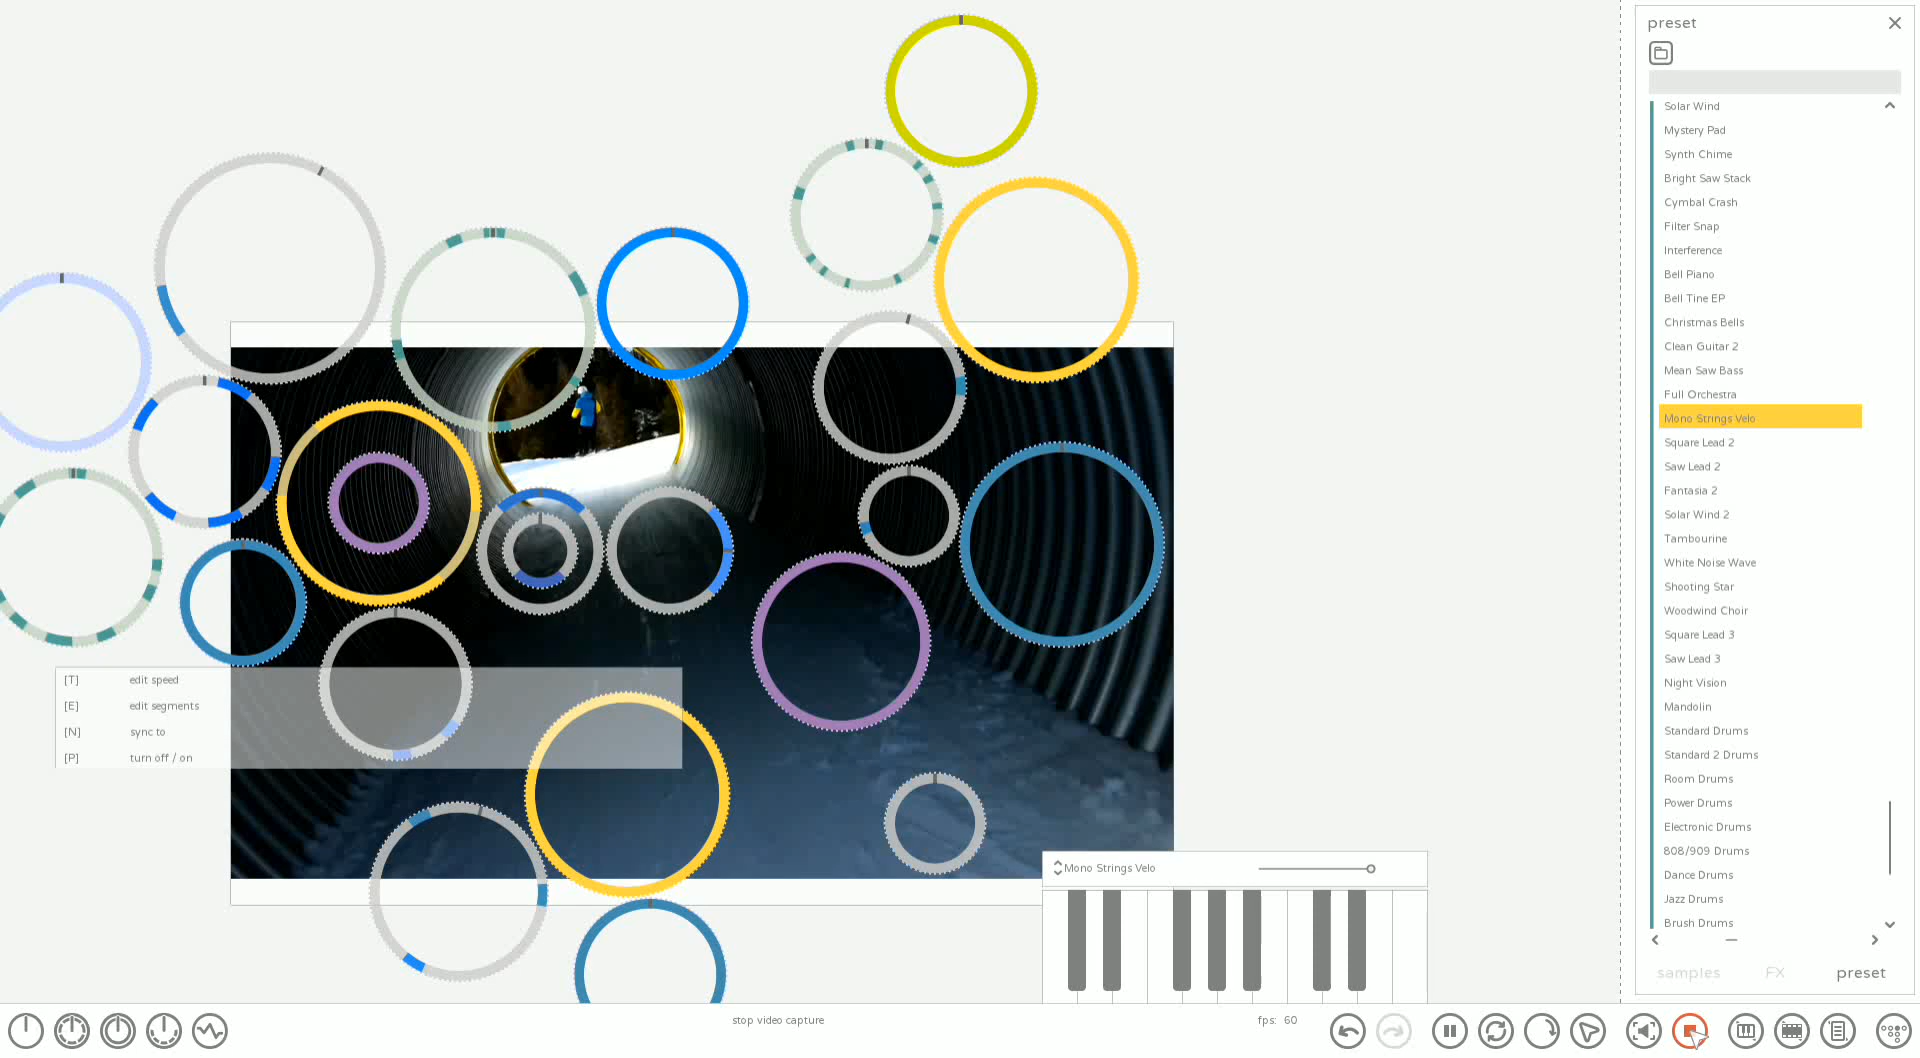 preset
Solar Wind
Mystery Pad
Synth Chime
Bright Saw Stack
Cymbal Crash
Filter Snap
Interference
Bell Piano
Bell Tine EP
Christmas Bells
Clean Guitar 2
Mean Saw Bass
Full Orchestra
Mono Strings Velo
Square Lead 2
Saw Lead 2
Fantasia 2
Solar Wind 2
Tambourine
White Noise Wave
Shooting Star
Woodwind Choir
Square Lead 3
Saw Lead 3
Night Vision
Mandolin
Standard Drums
Standard 2 Drums
Room Drums
Power Drums
Electronic Drums
808/909 Drums
Dance Drums
Jazz Drums
Brush Drums
samples FX preset
[T] edit speed
[E] edit segments
[N] sync to
[P] turn off / on
Mono Strings Velo
stop video capture
fps: 60